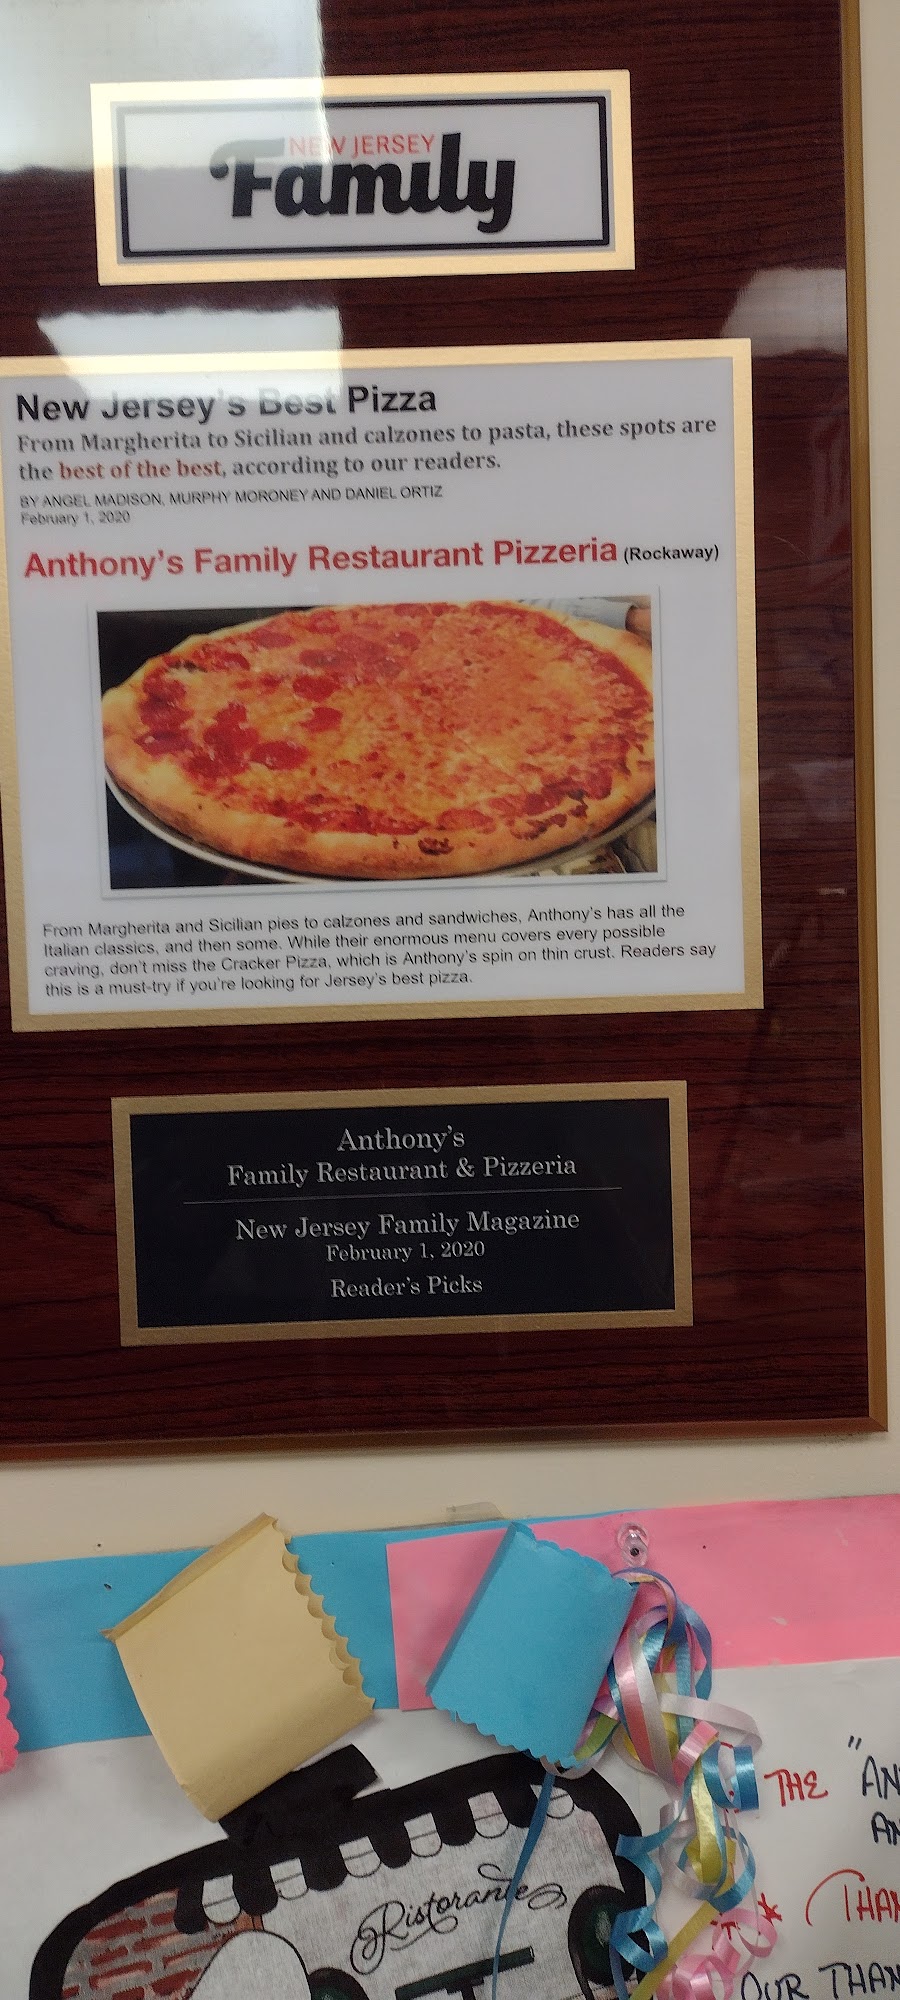 NEW JERSEY
Family
New Jersey's Best Pizza
From Margherita to Sicilian and calzones to pasta, these spots are
the best of the best, according to our readers.
BY ANGEL MADISON, MURPHY MORONEY AND DANIEL ORTIZ
February 1, 2020
Anthony's Family Restaurant Pizzeria (Rockaway)
From Margherita and Sicilian pies to calzones and sandwiches, Anthony's has all the
Italian classics, and then some. While their enormous menu covers every possible
craving, don't miss the Cracker Pizza, which is Anthony's spin on thin crust. Readers say
this is a must-try if you're looking for Jersey's best pizza.
Anthony's
Family Restaurant & Pizzeria
New Jersey Family Magazine
February 1, 2020
Reader's Picks
Ristorante
THE "AN
AN
THAN
OUR THAN